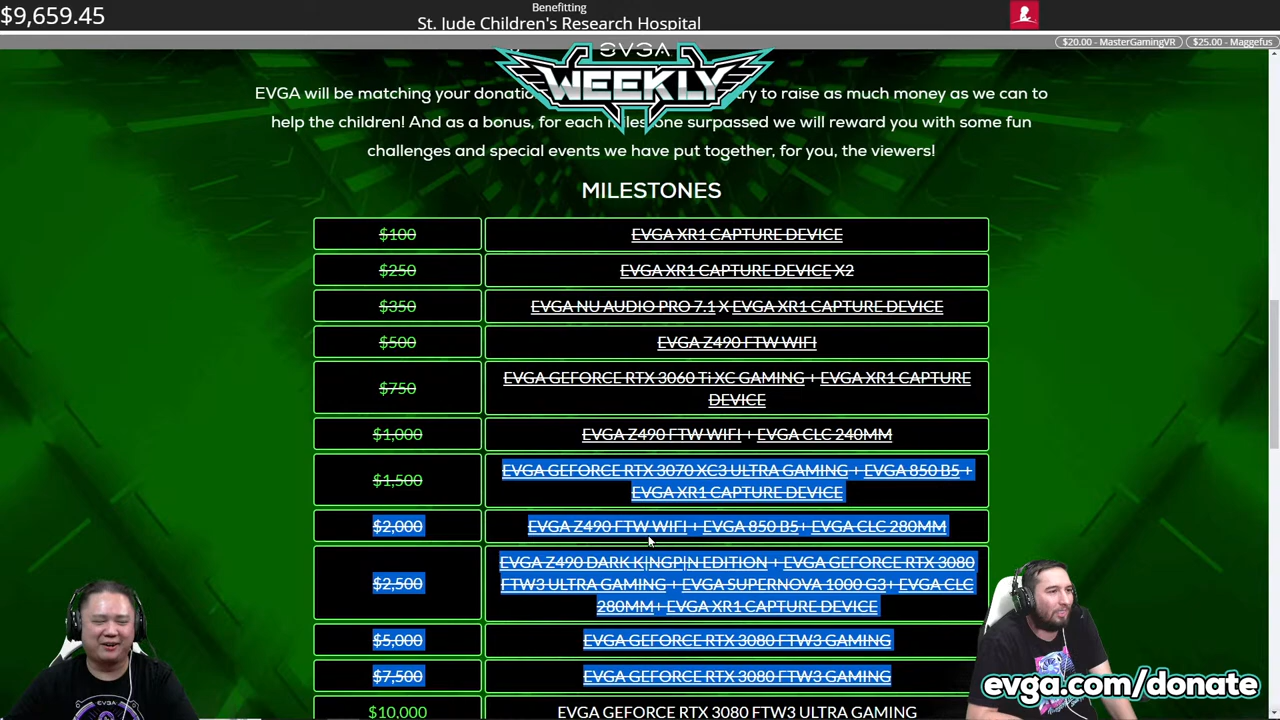 $9,659.45
Benefitting
St. Jude Children's Research Hospital
$20.00 - MasterGamingVR
$25.00 - Maggefus
EVGA
WEEKLY
EVGA will be matching your donatio try to raise as much money as we can to
help the children! And as a bonus, for each milestone surpassed we will reward you with some fun
challenges and special events we have put together, for you, the viewers!
MILESTONES
$100 EVGA XR1 CAPTURE DEVICE
$250 EVGA XR1 CAPTURE DEVICE X2
$350 EVGA NU AUDIO PRO 7.1 X EVGA XR1 CAPTURE DEVICE
$500 EVGA Z490 FTW WIFI
$750 EVGA GEFORCE RTX 3060 Ti XC GAMING + EVGA XR1 CAPTURE
DEVICE
$1,000 EVGA Z490 FTW WIFI + EVGA CLC 240MM
$1,500 EVGA GEFORCE RTX 3070 XC3 ULTRA GAMING + EVGA 850 B5 +
EVGA XR1 CAPTURE DEVICE
$2,000 EVGA Z490 FTW WIFI + EVGA 850 B5+ EVGA CLC 280MM
$2,500 EVGA Z490 DARK K|NGP|N EDITION + EVGA GEFORCE RTX 3080
FTW3 ULTRA GAMING + EVGA SUPERNOVA 1000 G3+ EVGA CLC
280MM+ EVGA XR1 CAPTURE DEVICE
$5,000 EVGA GEFORCE RTX 3080 FTW3 GAMING
$7,500 EVGA GEFORCE RTX 3080 FTW3 GAMING
$10,000 EVGA GEFORCE RTX 3080 FTW3 ULTRA GAMING
EVGA
evga.com/donate